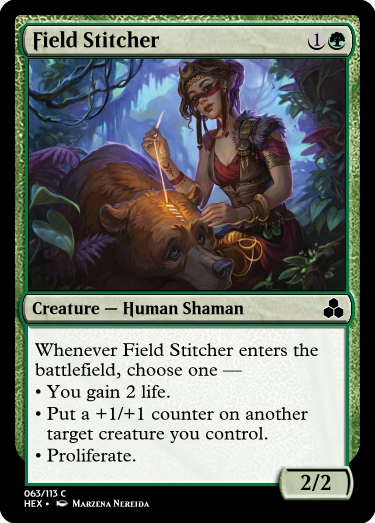 Field Stitcher 1
Creature — Human Shaman
Whenever Field Stitcher enters the
battlefield, choose one —
• You gain 2 life.
• Put a +1/+1 counter on another
target creature you control.
• Proliferate.
2/2
063/113 C
HEX • Marzena Nereida